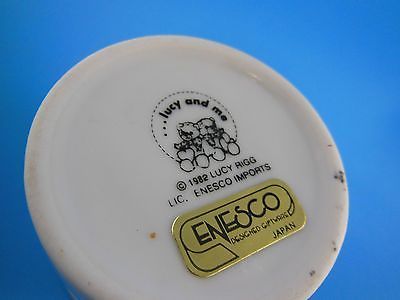 ...lucy and me
© 1982 LUCY RIGG
LIC. ENESCO IMPORTS
ENESCO
DESIGNED GIFTWARE
JAPAN